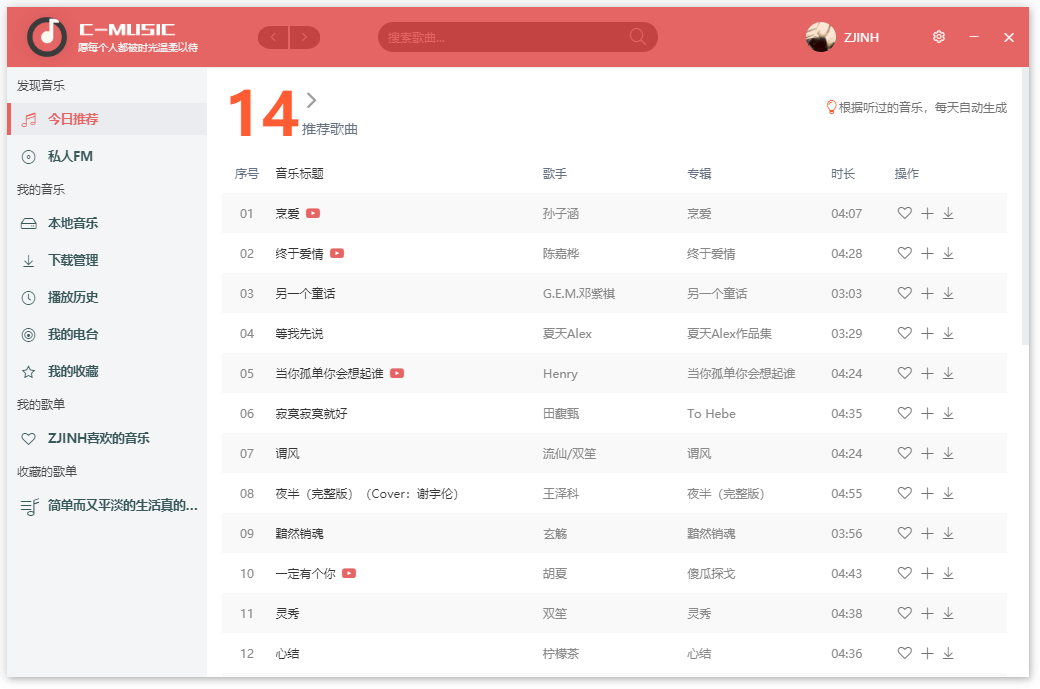 C-MUSIC
愿每个人都被时光温柔以待
搜索歌曲...
ZJINH
发现音乐
今日推荐
私人FM
我的音乐
本地音乐
下载管理
播放历史
我的电台
我的收藏
我的歌单
ZJINH喜欢的音乐
收藏的歌单
简单而又平淡的生活真的...
14
推荐歌曲
根据听过的音乐，每天自动生成
序号 音乐标题 歌手 专辑 时长 操作
01 烹爱 孙子涵 烹爱 04:07
02 终于爱情 陈嘉桦 终于爱情 04:28
03 另一个童话 G.E.M.邓紫棋 另一个童话 03:03
04 等我先说 夏天Alex 夏天Alex作品集 03:29
05 当你孤单你会想起谁 Henry 当你孤单你会想起谁 04:24
06 寂寞寂寞就好 田馥甄 To Hebe 04:35
07 谓风 流仙/双笙 谓风 04:24
08 夜半（完整版）（Cover：谢宇伦） 王泽科 夜半（完整版） 04:55
09 黯然销魂 玄觞 黯然销魂 03:56
10 一定有个你 胡夏 傻瓜探戈 04:43
11 灵秀 双笙 灵秀 04:38
12 心结 柠檬茶 心结 04:36